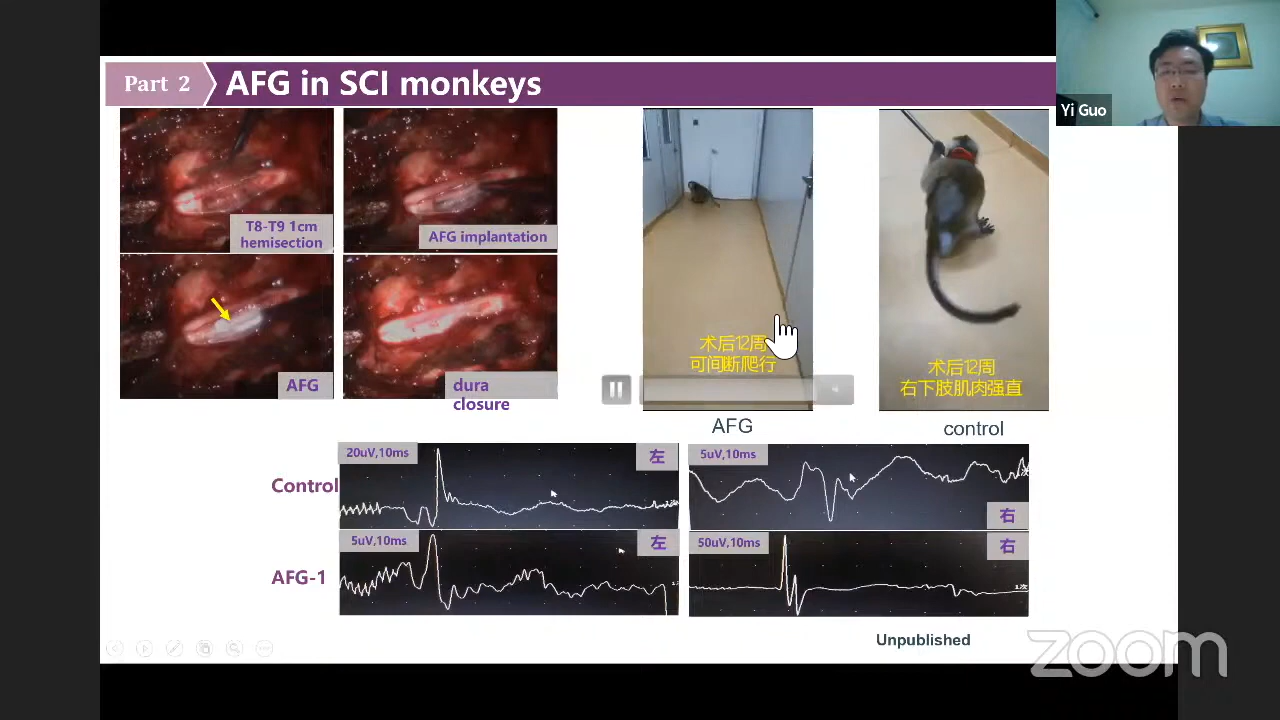 Part 2
AFG in SCI monkeys
Yi Guo
T8-T9 1cm
hemisection
AFG implantation
AFG
dura
closure
术后12周
可间断爬行
术后12周
右下肢肌肉强直
AFG
control
Control
20uV,10ms
左
5uV,10ms
右
AFG-1
5uV,10ms
左
50uV,10ms
右
Unpublished
zoom